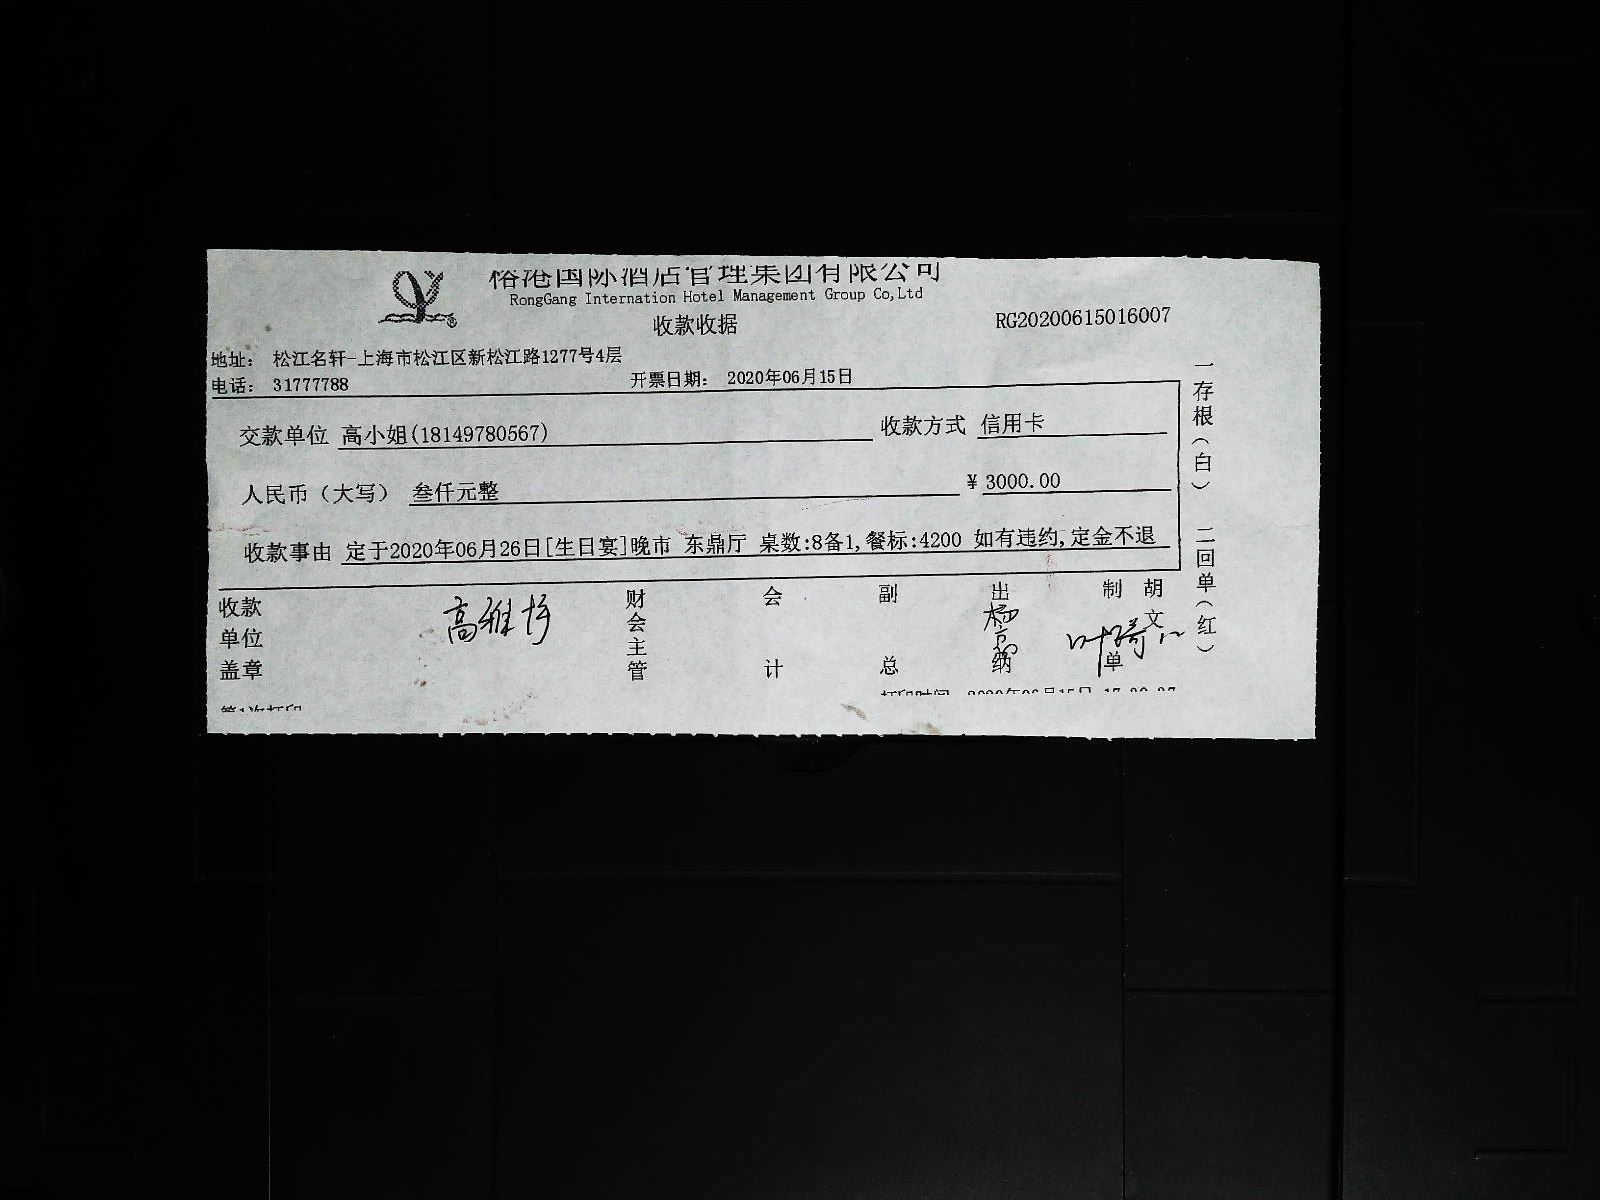 榕港国际酒店管理集团有限公司
RongGang Internation Hotel Management Group Co,Ltd
收款收据
RG20200615016007
地址: 松江名轩-上海市松江区新松江路1277号4层
电话: 31777788
开票日期: 2020年06月15日
交款单位 高小姐(18149780567)
收款方式 信用卡
人民币（大写） 叁仟元整
¥ 3000.00
收款事由 定于2020年06月26日[生日宴]晚市 东鼎厅 桌数:8备1,餐标:4200 如有违约,定金不退
一存根（白） 二回单（红）
收款单位盖章
高雅婷
财会主管
会计
副总
出纳
制单
胡文
第1次打印